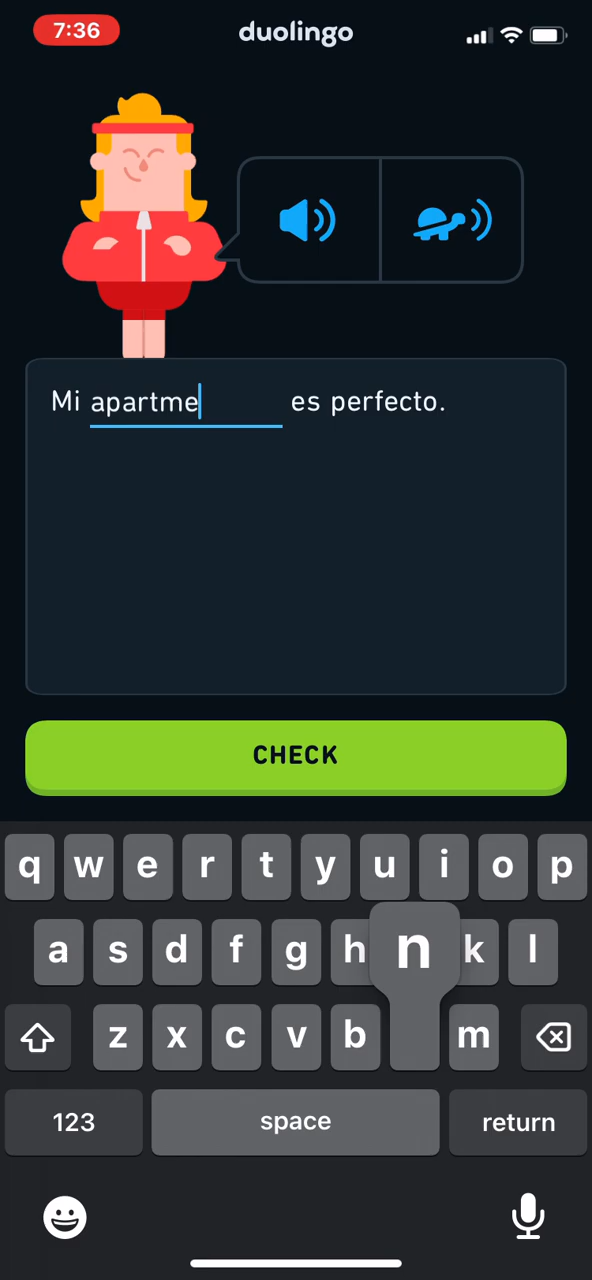 7:36
duolingo
Mi apartme es perfecto.
CHECK
q w e r t y u i o p
a s d f g h n k l
z x c v b m
123 space return